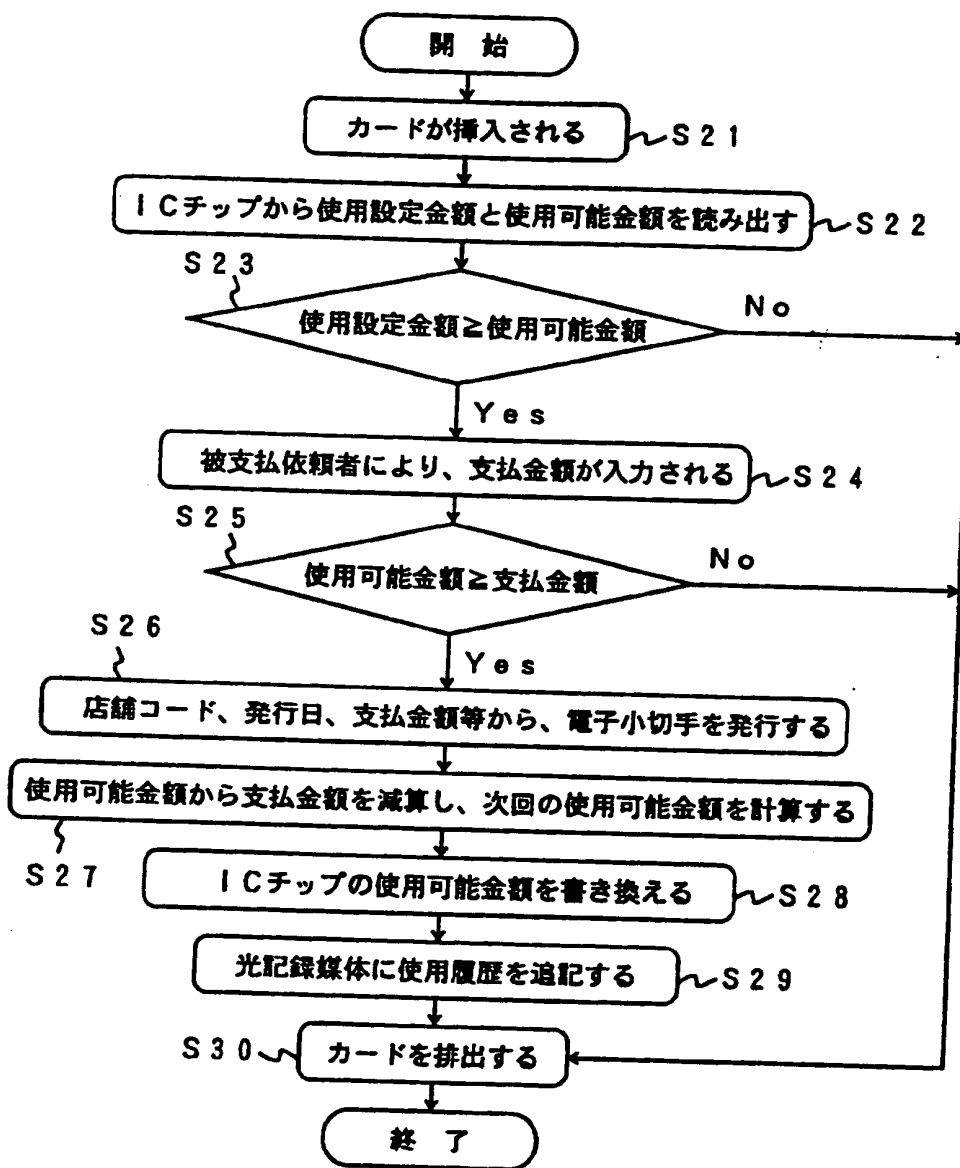 開 始
カードが挿入される
S21
ICチップから使用設定金額と使用可能金額を読み出す
S22
S23
使用設定金額≧使用可能金額
No
Yes
被支払依頼者により、支払金額が入力される
S24
S25
使用可能金額≧支払金額
No
Yes
S26
店舗コード、発行日、支払金額等から、電子小切手を発行する
使用可能金額から支払金額を減算し、次回の使用可能金額を計算する
S27
ICチップの使用可能金額を書き換える
S28
光記録媒体に使用履歴を追記する
S29
S30
カードを排出する
終 了